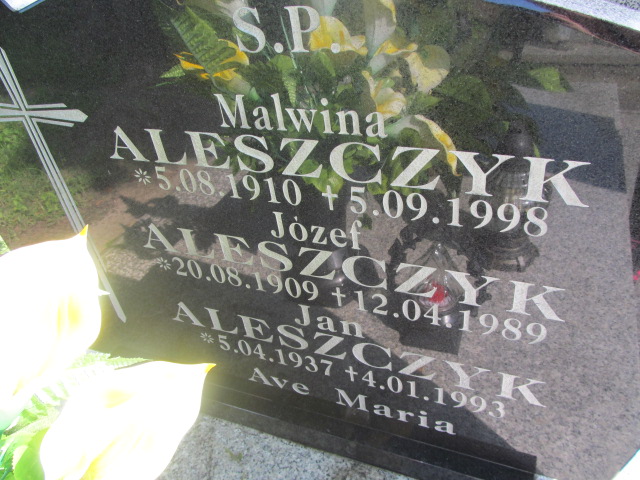 S.P.
Malwina
ALESZCZYK
* 5.08.1910 † 5.09.1998
Józef
ALESZCZYK
* 20.08.1909 † 12.04.1989
Jan
ALESZCZYK
* 5.04.1937 † 4.01.1993
Ave Maria